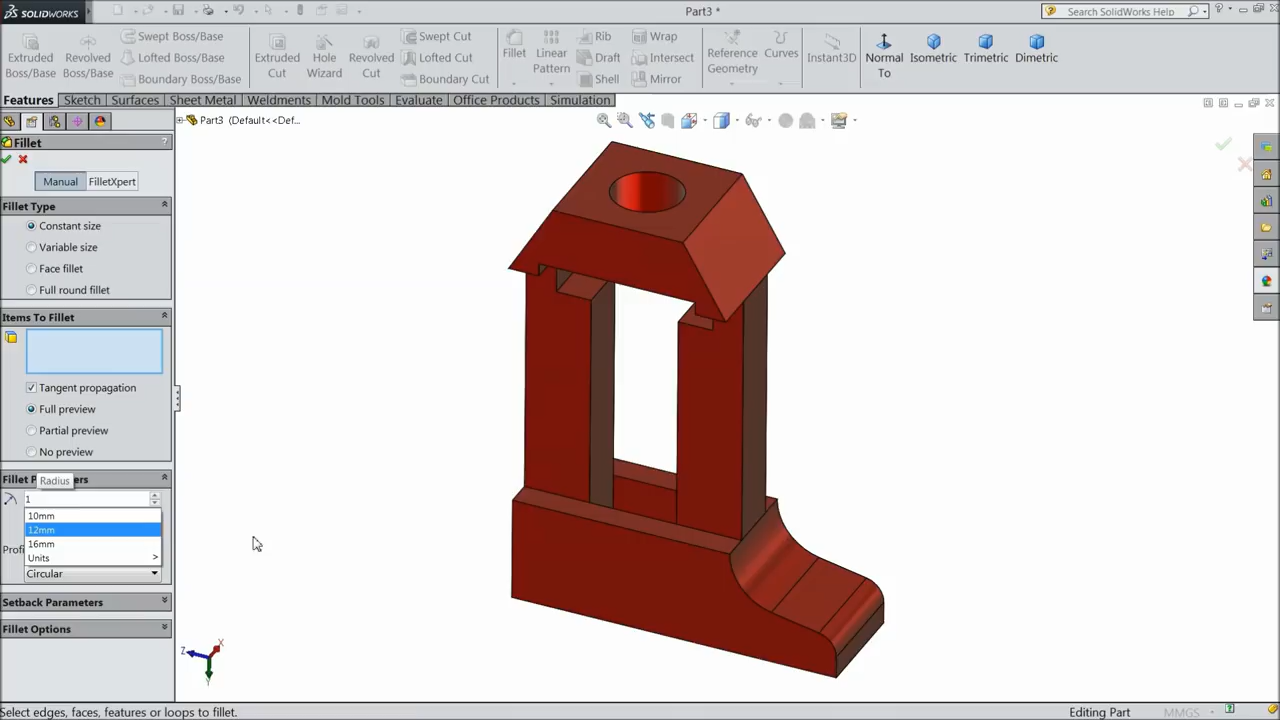 SOLIDWORKS
Part3 *
Search SolidWorks Help
Extruded Boss/Base
Revolved Boss/Base
Swept Boss/Base
Lofted Boss/Base
Boundary Boss/Base
Extruded Cut
Hole Wizard
Revolved Cut
Swept Cut
Lofted Cut
Boundary Cut
Fillet
Linear Pattern
Rib
Draft
Shell
Wrap
Intersect
Mirror
Reference Geometry
Curves
Instant3D
Normal To
Isometric
Trimetric
Dimetric
Features Sketch Surfaces Sheet Metal Weldments Mold Tools Evaluate Office Products Simulation
Part3 (Default<<Def...
Fillet
?
Manual FilletXpert
Fillet Type
Constant size
Variable size
Face fillet
Full round fillet
Items To Fillet
Tangent propagation
Full preview
Partial preview
No preview
Fillet P
Radius
ers
1
10mm
12mm
16mm
Units >
Profi
Circular
Setback Parameters
Fillet Options
X
Z
Y
Select edges, faces, features or loops to fillet.
Editing Part
MMGS